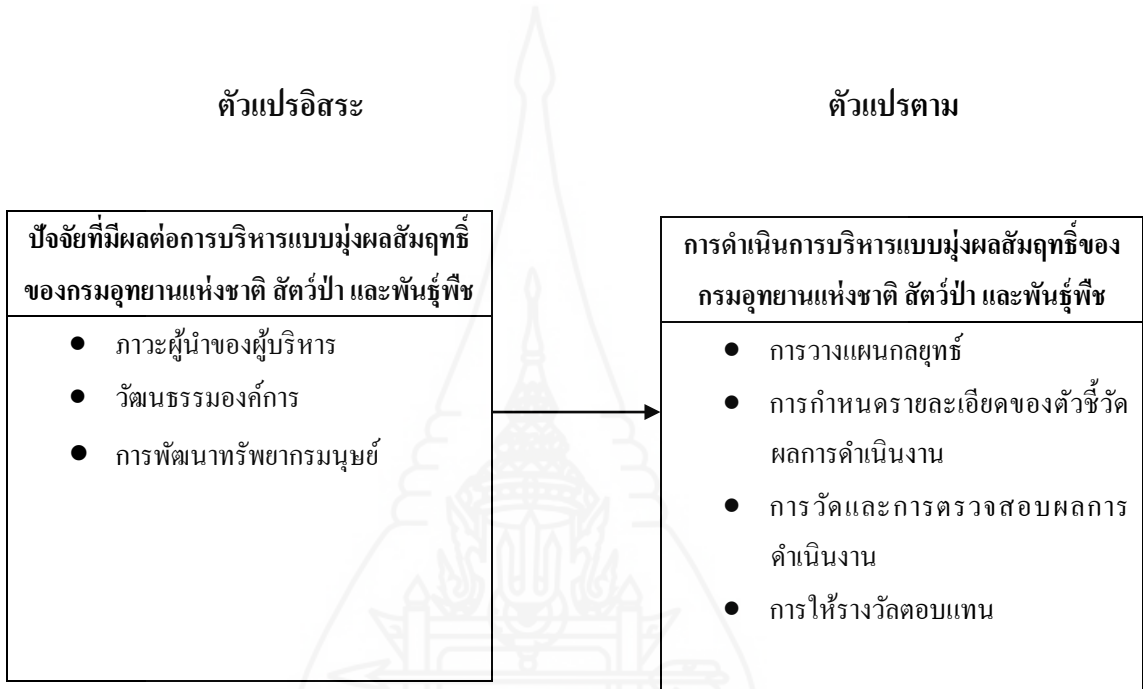 ตัวแปรอิสระ
ตัวแปรตาม
ปัจจัยที่มีผลต่อการบริหารแบบมุ่งผลสัมฤทธิ์
ของกรมอุทยานแห่งชาติ สัตว์ป่า และพันธุ์พืช
● ภาวะผู้นำของผู้บริหาร
● วัฒนธรรมองค์การ
● การพัฒนาทรัพยากรมนุษย์
การดำเนินการบริหารแบบมุ่งผลสัมฤทธิ์ของ
กรมอุทยานแห่งชาติ สัตว์ป่า และพันธุ์พืช
● การวางแผนกลยุทธ์
● การกำหนดรายละเอียดของตัวชี้วัด
ผลการดำเนินงาน
● การวัดและการตรวจสอบผลการ
ดำเนินงาน
● การให้รางวัลตอบแทน